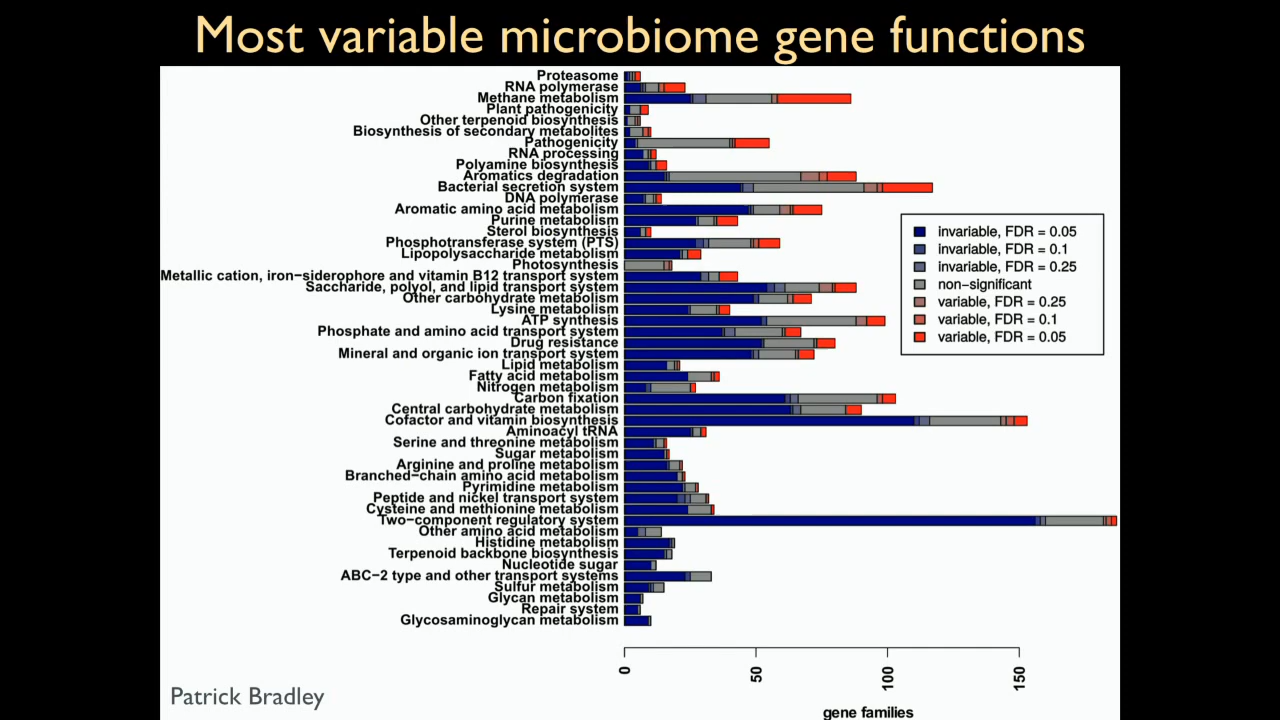 Most variable microbiome gene functions
Proteasome
RNA polymerase
Methane metabolism
Plant pathogenicity
Other terpenoid biosynthesis
Biosynthesis of secondary metabolites
Pathogenicity
RNA processing
Polyamine biosynthesis
Aromatics degradation
Bacterial secretion system
DNA polymerase
Aromatic amino acid metabolism
Purine metabolism
Sterol biosynthesis
Phosphotransferase system (PTS)
Lipopolysaccharide metabolism
Photosynthesis
Metallic cation, iron−siderophore and vitamin B12 transport system
Saccharide, polyol, and lipid transport system
Other carbohydrate metabolism
Lysine metabolism
ATP synthesis
Phosphate and amino acid transport system
Drug resistance
Mineral and organic ion transport system
Lipid metabolism
Fatty acid metabolism
Nitrogen metabolism
Carbon fixation
Central carbohydrate metabolism
Cofactor and vitamin biosynthesis
Aminoacyl tRNA
Serine and threonine metabolism
Sugar metabolism
Arginine and proline metabolism
Branched−chain amino acid metabolism
Pyrimidine metabolism
Peptide and nickel transport system
Cysteine and methionine metabolism
Two−component regulatory system
Other amino acid metabolism
Histidine metabolism
Terpenoid backbone biosynthesis
Nucleotide sugar
ABC−2 type and other transport systems
Sulfur metabolism
Glycan metabolism
Repair system
Glycosaminoglycan metabolism
invariable, FDR = 0.05
invariable, FDR = 0.1
invariable, FDR = 0.25
non−significant
variable, FDR = 0.25
variable, FDR = 0.1
variable, FDR = 0.05
0
50
100
150
gene families
Patrick Bradley